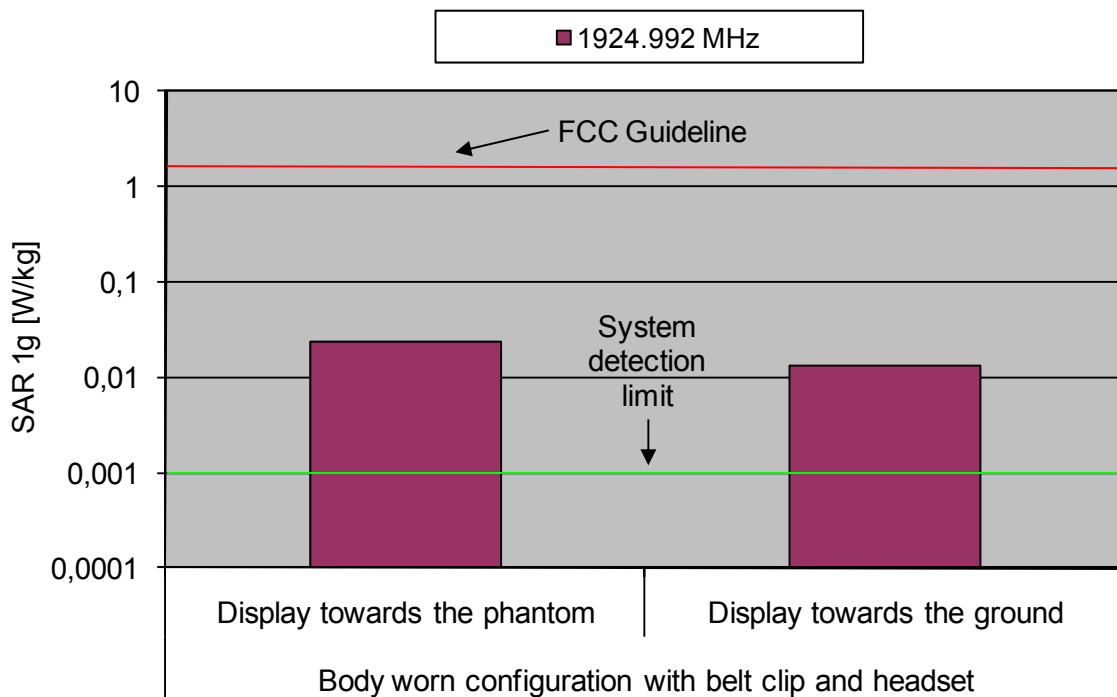 1924.992 MHz
10
FCC Guideline
1
SAR 1g [W/kg]
0,1
System
detection
limit
0,01
0,001
0,0001
Display towards the phantom
Display towards the ground
Body worn configuration with belt clip and headset